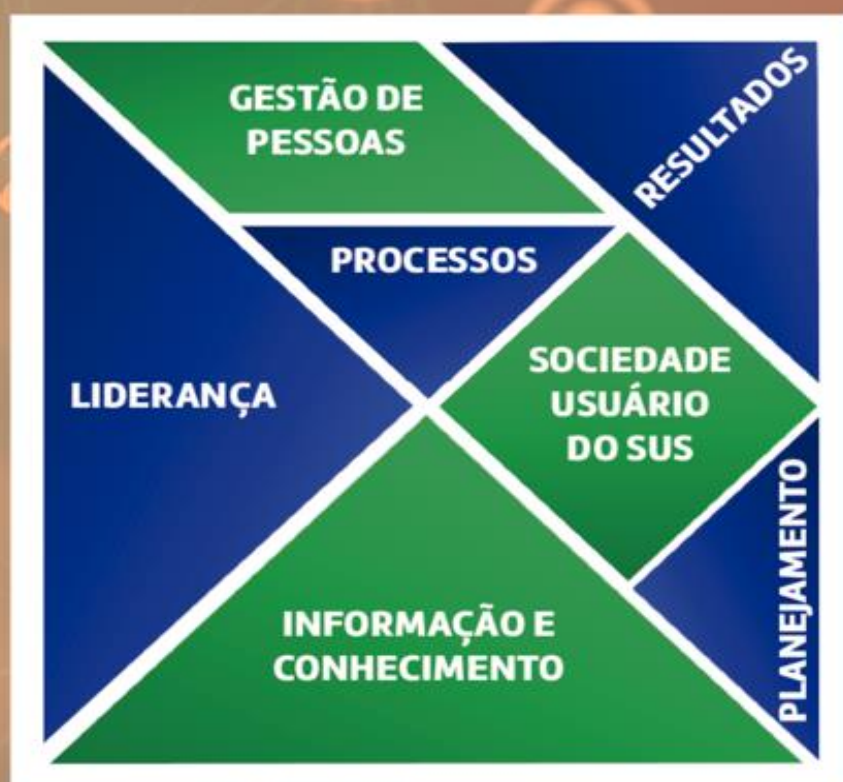 GESTÃO DE
PESSOAS
RESULTADOS
PROCESSOS
LIDERANÇA
SOCIEDADE
USUÁRIO
DO SUS
PLANEJAMENTO
INFORMAÇÃO E
CONHECIMENTO